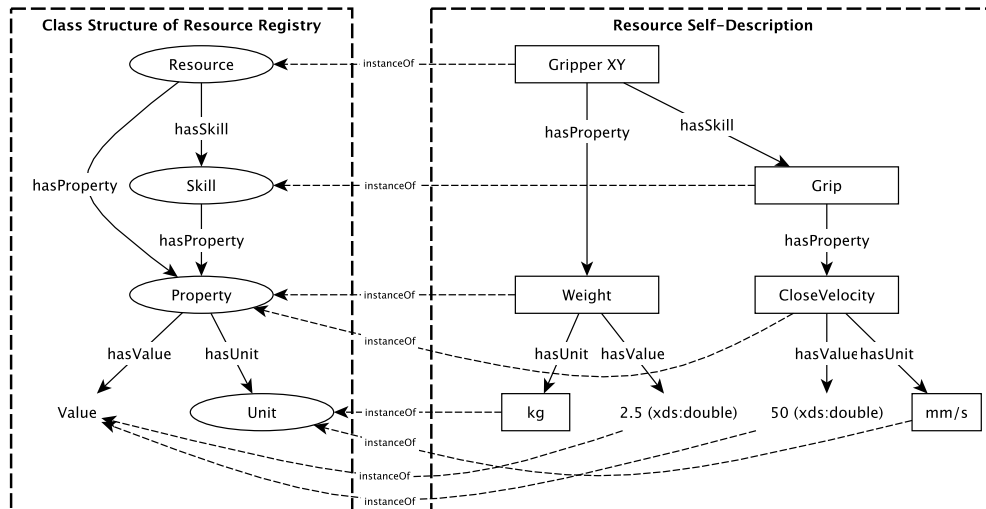 Class Structure of Resource Registry
Resource Self-Description
Resource
instanceOf
Gripper XY
hasSkill
hasProperty
hasSkill
hasProperty
Skill
instanceOf
Grip
hasProperty
hasProperty
Property
instanceOf
Weight
CloseVelocity
instanceOf
hasValue
hasUnit
hasUnit
hasValue
hasValue
hasUnit
Value
Unit
instanceOf
kg
2.5 (xds:double)
50 (xds:double)
mm/s
instanceOf
instanceOf
instanceOf